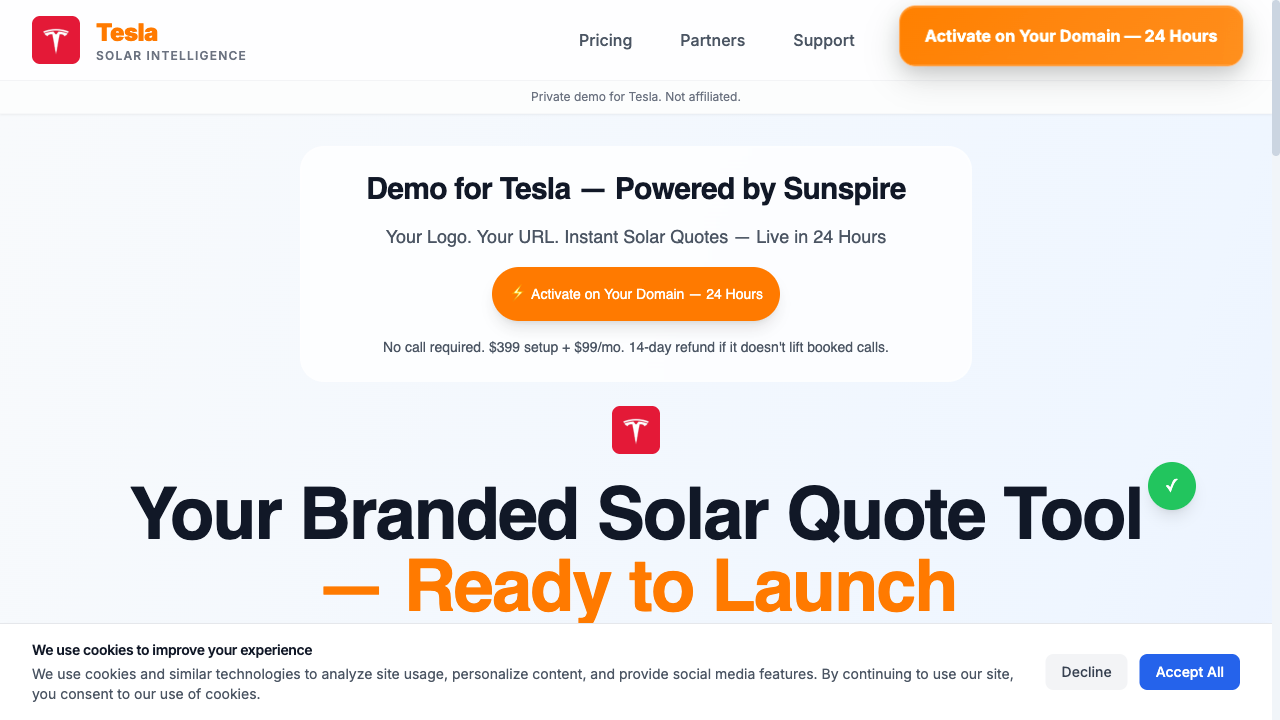 Tesla
SOLAR INTELLIGENCE
Pricing
Partners
Support
Activate on Your Domain — 24 Hours
Private demo for Tesla. Not affiliated.
Demo for Tesla — Powered by Sunspire
Your Logo. Your URL. Instant Solar Quotes — Live in 24 Hours
⚡ Activate on Your Domain — 24 Hours
No call required. $399 setup + $99/mo. 14-day refund if it doesn't lift booked calls.
Your Branded Solar Quote Tool
✓
— Ready to Launch
We use cookies to improve your experience
We use cookies and similar technologies to analyze site usage, personalize content, and provide social media features. By continuing to use our site,
you consent to our use of cookies.
Decline
Accept All